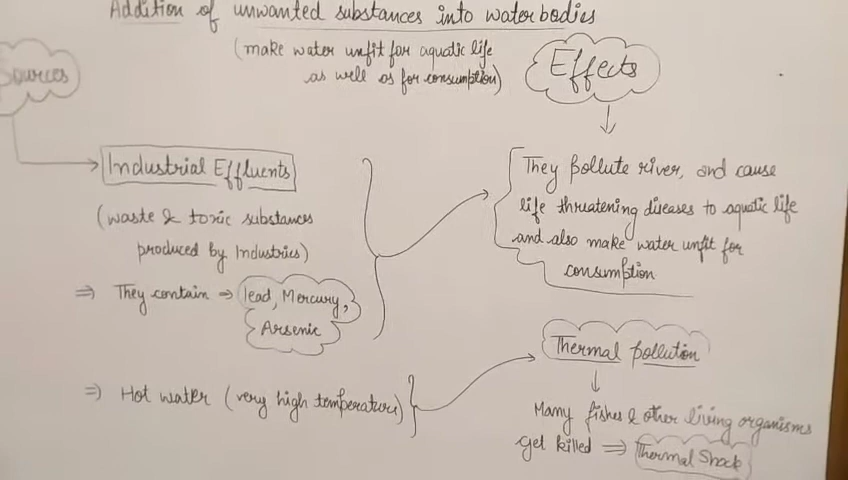 Addition of unwanted substances into water bodies
(make water unfit for aquatic life
as well as for consumption)
Effects
Sources
Industrial Effluents
(waste & toxic substances
produced by Industries)
⇒ They contain → lead, Mercury,
Arsenic
They pollute river, and cause
life threatening diseases to aquatic life
and also make water unfit for
consumption
⇒ Hot water (very high temperature)
Thermal pollution
Many fishes & other living organisms
get killed ⇒ Thermal Shock